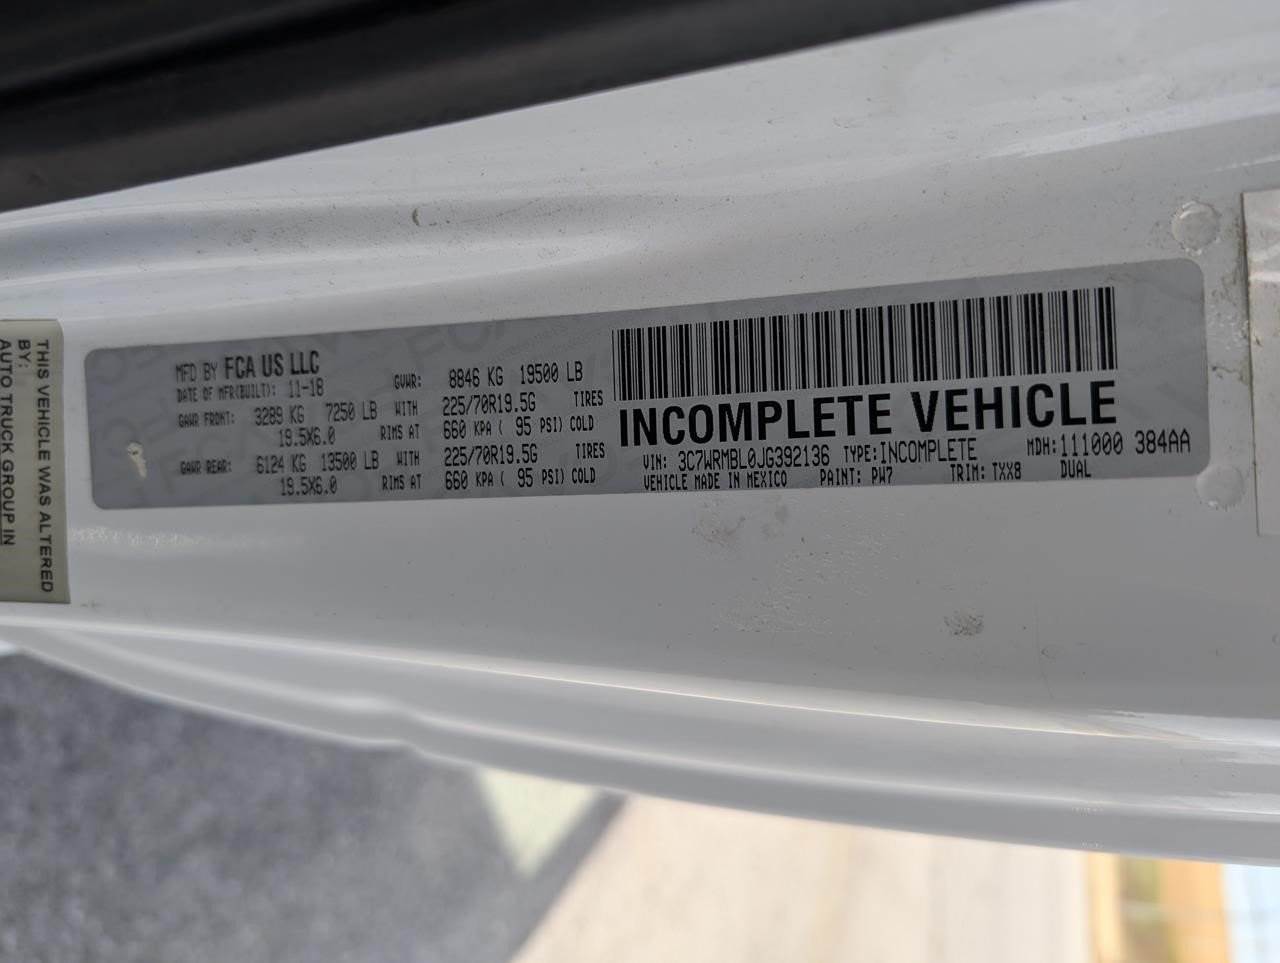 MFD BY FCA US LLC
DATE OF MFR(BUILT): 11-18 GVWR: 8846 KG 19500 LB
GAWR FRONT: 3289 KG 7250 LB WITH 225/70R19.5G TIRES
19.5X6.0 RIMS AT 660 KPA ( 95 PSI) COLD
GAWR REAR: 6124 KG 13500 LB WITH 225/70R19.5G TIRES
19.5X6.0 RIMS AT 660 KPA ( 95 PSI) COLD
INCOMPLETE VEHICLE
VIN: 3C7WRMBL0JG392136 TYPE: INCOMPLETE MDH: 111000 384AA
VEHICLE MADE IN MEXICO PAINT: PW7 TRIM: TXX8 DUAL
THIS VEHICLE WAS ALTERED
BY:
AUTO TRUCK GROUP IN